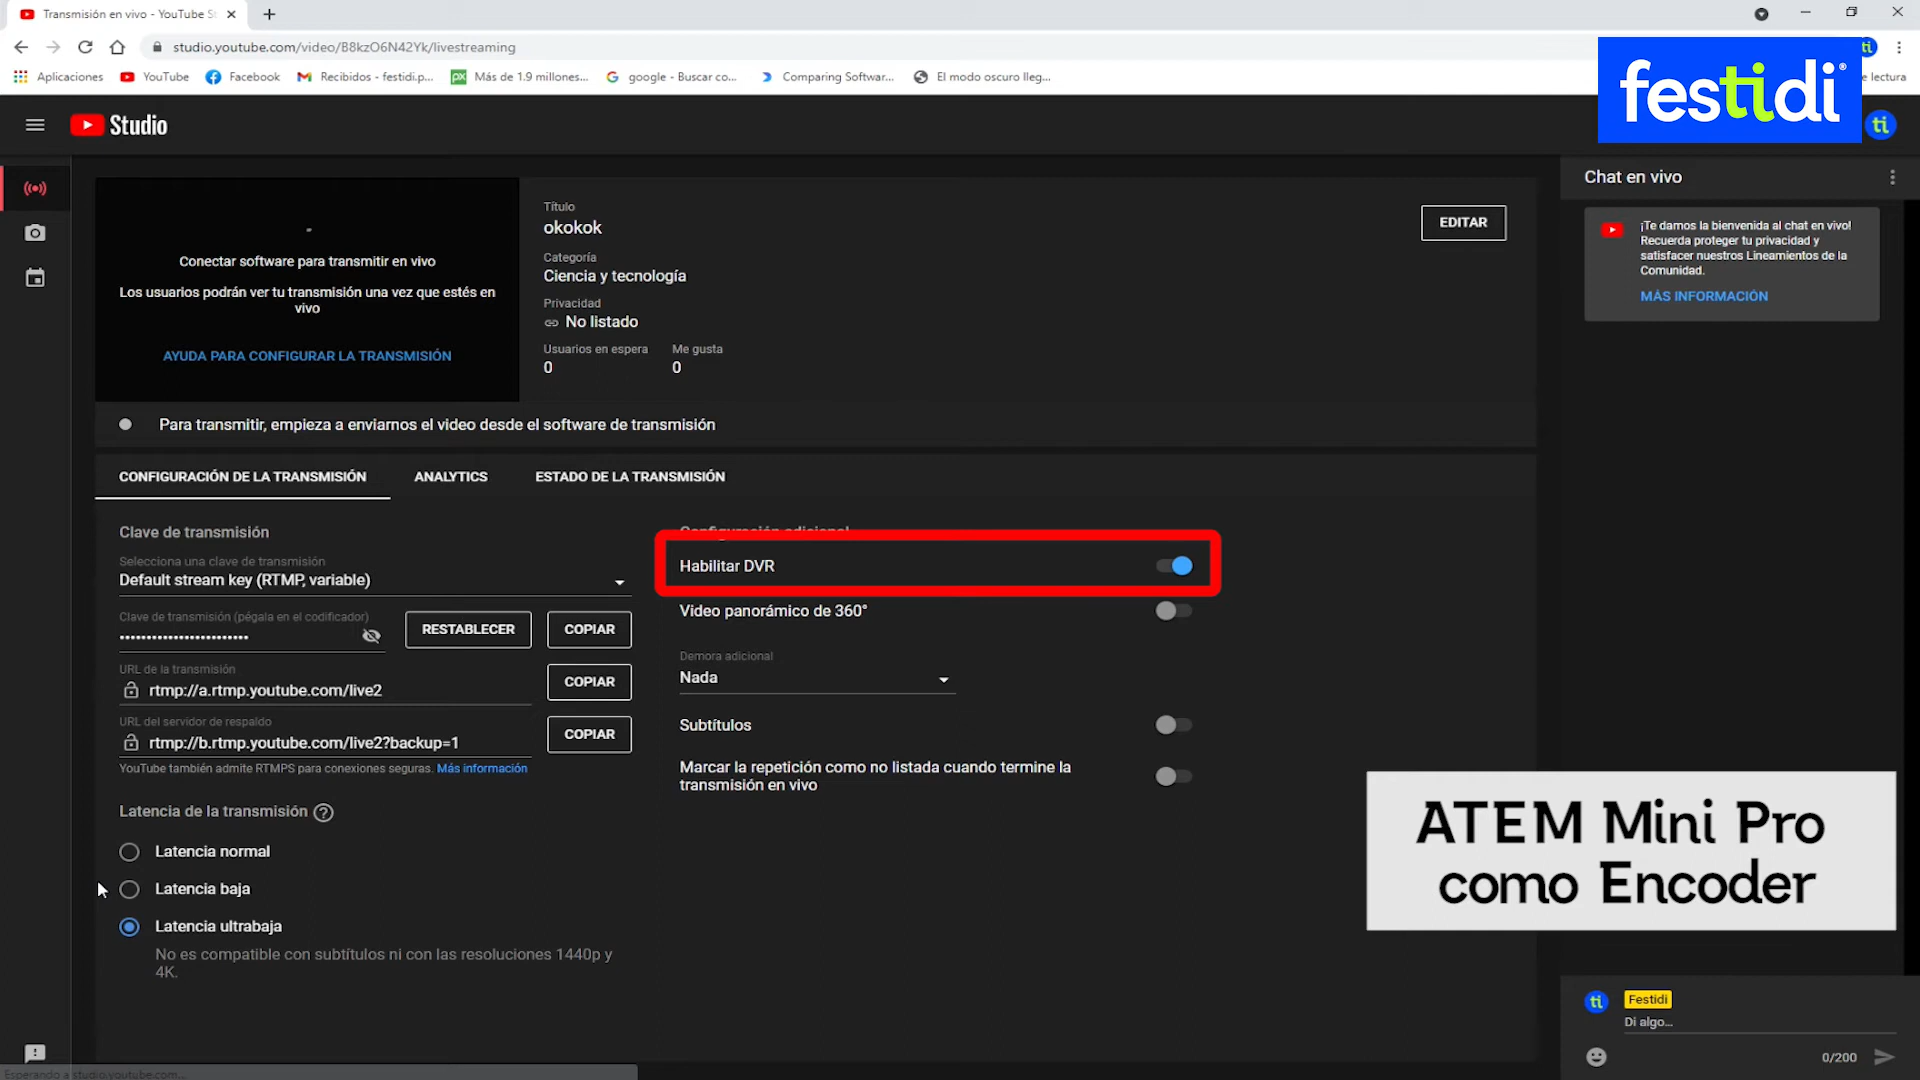 Transmisión en vivo - YouTube St
studio.youtube.com/video/B8kzO6N42Yk/livestreaming
Aplicaciones
YouTube
Facebook
Recibidos - festidi.p...
Más de 1.9 millones...
google - Buscar co...
Comparing Softwar...
El modo oscuro lleg...
lectura
festidi
Studio
ti
Conectar software para transmitir en vivo
Los usuarios podrán ver tu transmisión una vez que estés en
vivo
AYUDA PARA CONFIGURAR LA TRANSMISIÓN
Título
okokok
Categoría
Ciencia y tecnología
Privacidad
No listado
Usuarios en espera
Me gusta
0
0
EDITAR
Para transmitir, empieza a enviarnos el video desde el software de transmisión
CONFIGURACIÓN DE LA TRANSMISIÓN
ANALYTICS
ESTADO DE LA TRANSMISIÓN
Clave de transmisión
Selecciona una clave de transmisión
Default stream key (RTMP, variable)
Clave de transmisión (pégala en el codificador)
••••••••••••••••••••••••
RESTABLECER
COPIAR
URL de la transmisión
rtmp://a.rtmp.youtube.com/live2
COPIAR
URL del servidor de respaldo
rtmp://b.rtmp.youtube.com/live2?backup=1
COPIAR
YouTube también admite RTMPS para conexiones seguras. Más información
Latencia de la transmisión
Latencia normal
Latencia baja
Latencia ultrabaja
No es compatible con subtítulos ni con las resoluciones 1440p y
4K.
Configuración adicional
Habilitar DVR
Video panorámico de 360°
Demora adicional
Nada
Subtítulos
Marcar la repetición como no listada cuando termine la
transmisión en vivo
Chat en vivo
¡Te damos la bienvenida al chat en vivo!
Recuerda proteger tu privacidad y
satisfacer nuestros Lineamientos de la
Comunidad.
MÁS INFORMACIÓN
ATEM Mini Pro
como Encoder
ti
Festidi
Di algo...
0/200
Esperando a studio.youtube.com...